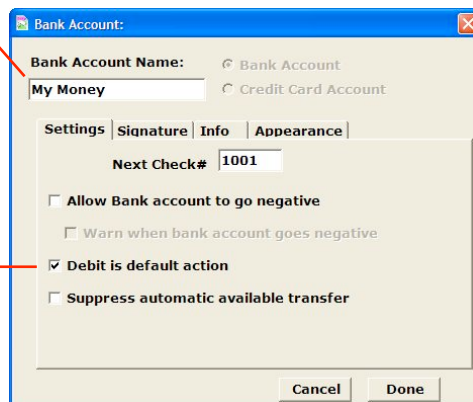 Bank Account:
Bank Account Name:
Bank Account
My Money
Credit Card Account
Settings Signature Info Appearance
Next Check# 1001
Allow Bank account to go negative
Warn when bank account goes negative
Debit is default action
Suppress automatic available transfer
Cancel Done